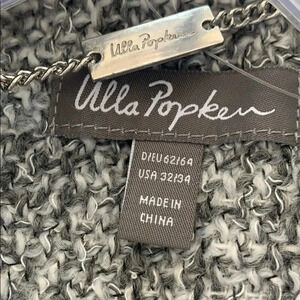 Ulla Popken
Ulla Popken
D/EU 62/64
USA 32/34
MADE IN
CHINA